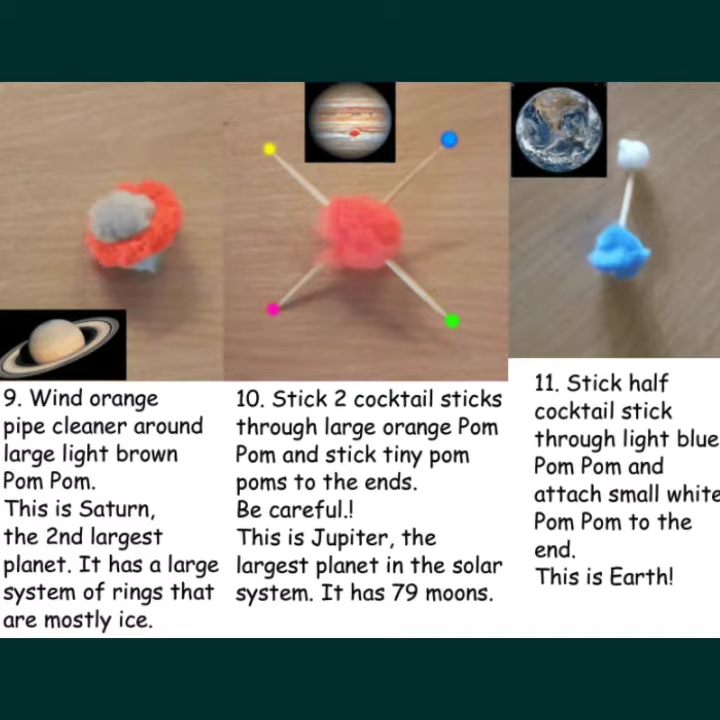 9. Wind orange
pipe cleaner around
large light brown
Pom Pom.
This is Saturn,
the 2nd largest
planet. It has a large
system of rings that
are mostly ice.
10. Stick 2 cocktail sticks
through large orange Pom
Pom and stick tiny pom
poms to the ends.
Be careful.!
This is Jupiter, the
largest planet in the solar
system. It has 79 moons.
11. Stick half
cocktail stick
through light blue
Pom Pom and
attach small white
Pom Pom to the
end.
This is Earth!